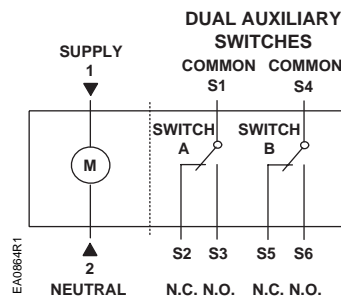 DUAL AUXILIARY
SWITCHES
SUPPLY
1
COMMON COMMON
S1 S4
SWITCH SWITCH
A B
M
2
S2 S3 S5 S6
NEUTRAL N.C. N.O. N.C. N.O.
EA0864R1